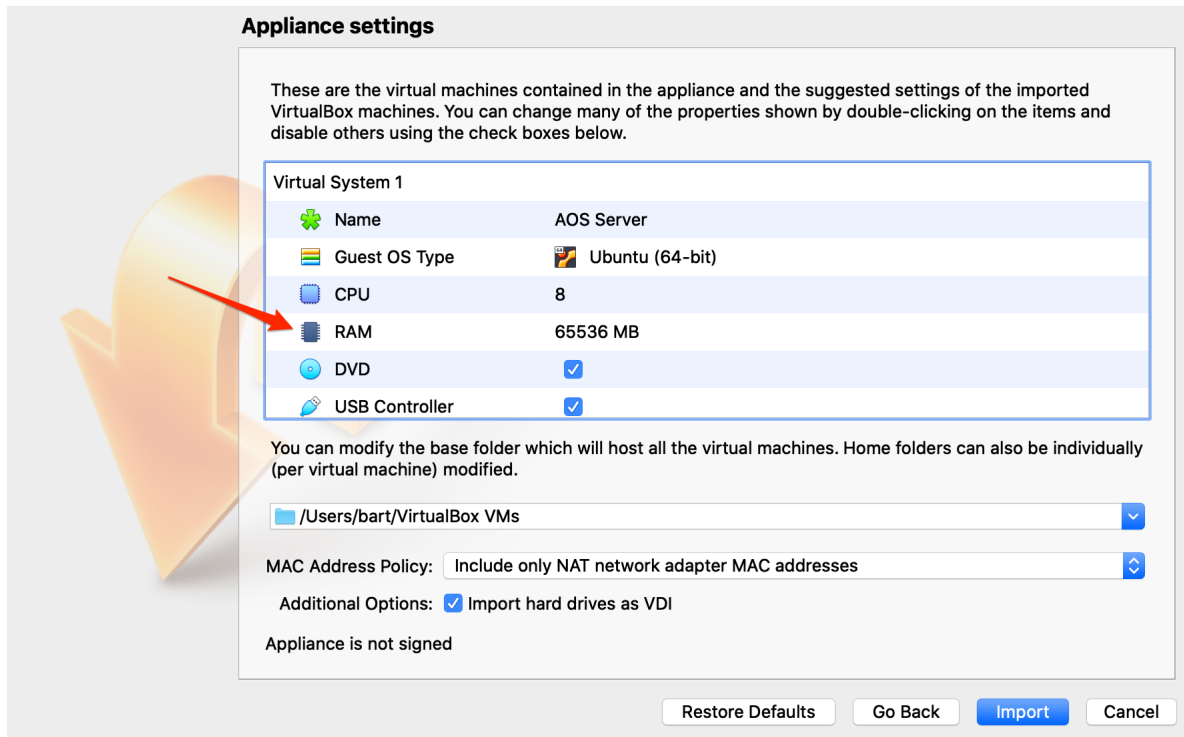 Appliance settings
These are the virtual machines contained in the appliance and the suggested settings of the imported
VirtualBox machines. You can change many of the properties shown by double-clicking on the items and
disable others using the check boxes below.
Virtual System 1
Name AOS Server
Guest OS Type Ubuntu (64-bit)
CPU 8
RAM 65536 MB
DVD
USB Controller
You can modify the base folder which will host all the virtual machines. Home folders can also be individually
(per virtual machine) modified.
/Users/bart/VirtualBox VMs
MAC Address Policy: Include only NAT network adapter MAC addresses
Additional Options: Import hard drives as VDI
Appliance is not signed
Restore Defaults Go Back Import Cancel